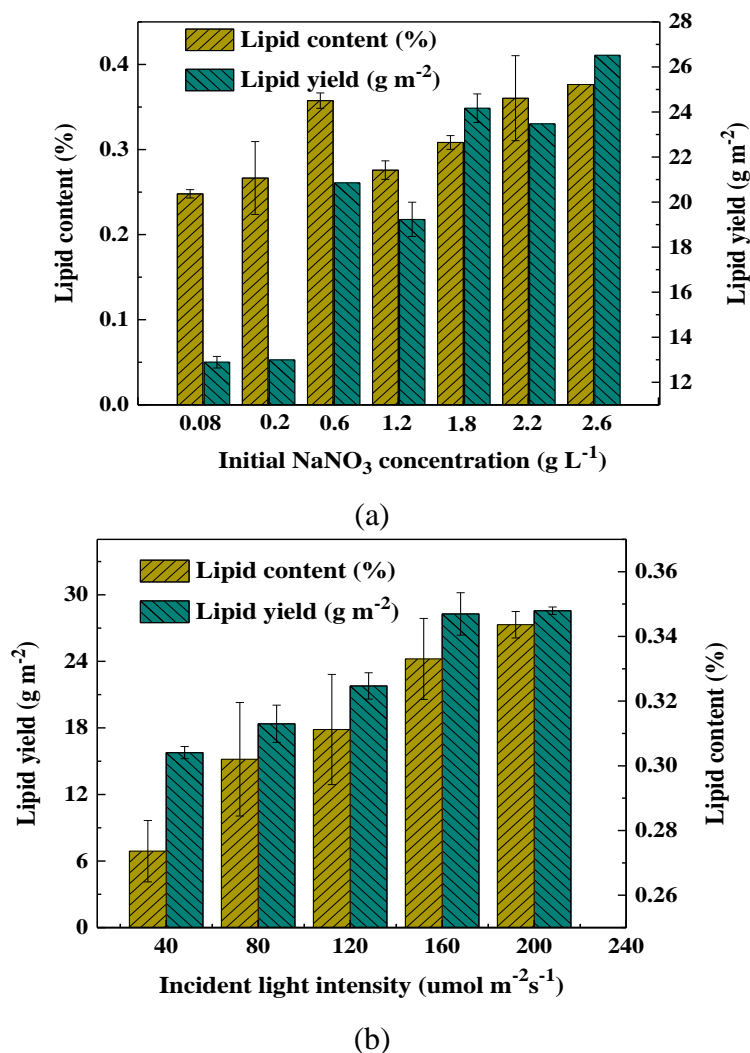 Lipid content (%)
Lipid yield (g m⁻²)
Lipid content (%)
0.4
0.3
0.2
0.1
0.0
Lipid yield (g m⁻²)
28
26
24
22
20
18
16
14
12
0.08 0.2 0.6 1.2 1.8 2.2 2.6
Initial NaNO₃ concentration (g L⁻¹)
(a)
Lipid content (%)
Lipid yield (g m⁻²)
Lipid yield (g m⁻²)
30
24
18
12
6
0
Lipid content (%)
0.36
0.34
0.32
0.30
0.28
0.26
40 80 120 160 200 240
Incident light intensity (umol m⁻²s⁻¹)
(b)